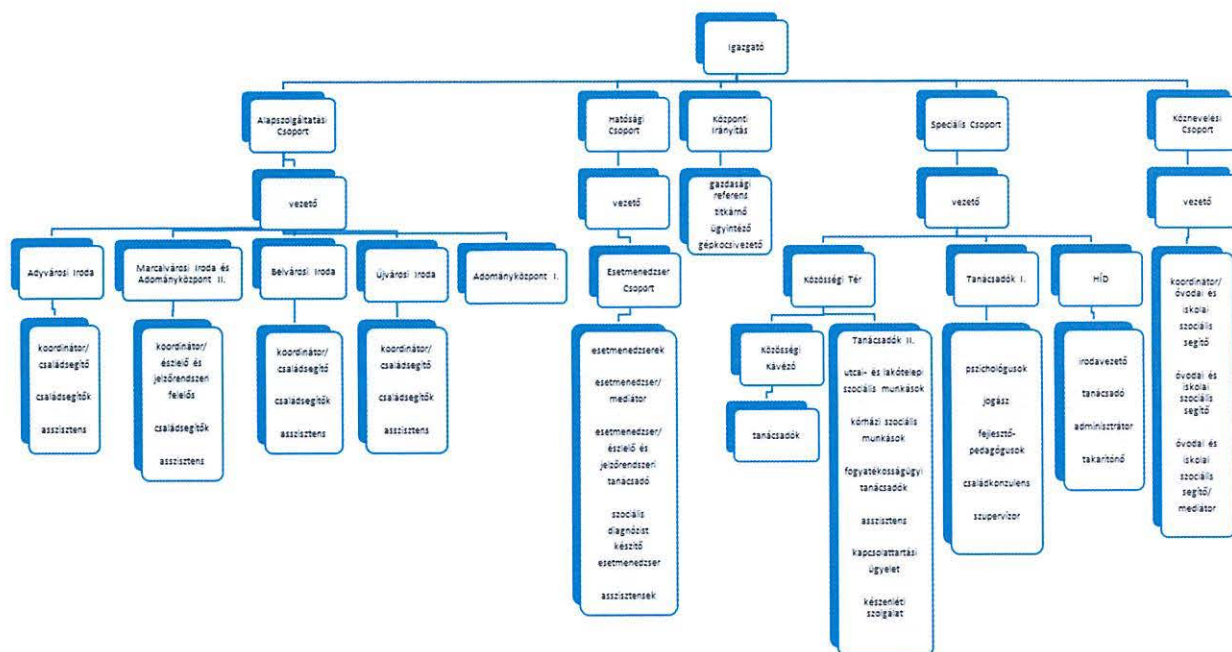 Igazgató
Alapszolgáltatási
Csoport
Hatósági
Csoport
Központi
Irányítás
Speciális Csoport
Köznevelési
Csoport
vezető
vezető
gazdasági
referens
titkárnő
ügyintéző
gépkocsivezető
vezető
vezető
Adyvárosi Iroda
Marcalvárosi Iroda és
Adományközpont II.
Belvárosi Iroda
Újvárosi Iroda
Adományközpont I.
Esetmenedzser
Csoport
Közösségi Tér
Tanácsadók I.
HÍD
koordinátor/
családsegítő
családsegítők
asszisztens
koordinátor/
észlelő és
jelzőrendszeri
felelős
családsegítők
asszisztens
koordinátor/
családsegítő
családsegítők
asszisztens
koordinátor/
családsegítő
családsegítők
asszisztens
esetmenedzserek
esetmenedzser/
mediátor
esetmenedzser/
észlelő és
jelzőrendszeri
tanácsadó
szociális
diagnózist
készítő
esetmenedzser
asszisztensek
Közösségi
Kávézó
tanácsadók
Tanácsadók II.
utcai- és lakótelepi
szociális munkások
kórházi szociális
munkások
fogyatékosságügyi
tanácsadók
asszisztens
kapcsolattartási
ügyelet
készenléti
szolgálat
pszichológusok
jogász
fejlesztő-
pedagógusok
családkonzulens
szupervízor
irodavezető
tanácsadó
adminisztrátor
takarítónő
koordinátor/
óvodai és
iskolai
szociális
segítő
óvodai és
iskolai
szociális
segítő
óvodai és
iskolai
szociális
segítő/
mediátor